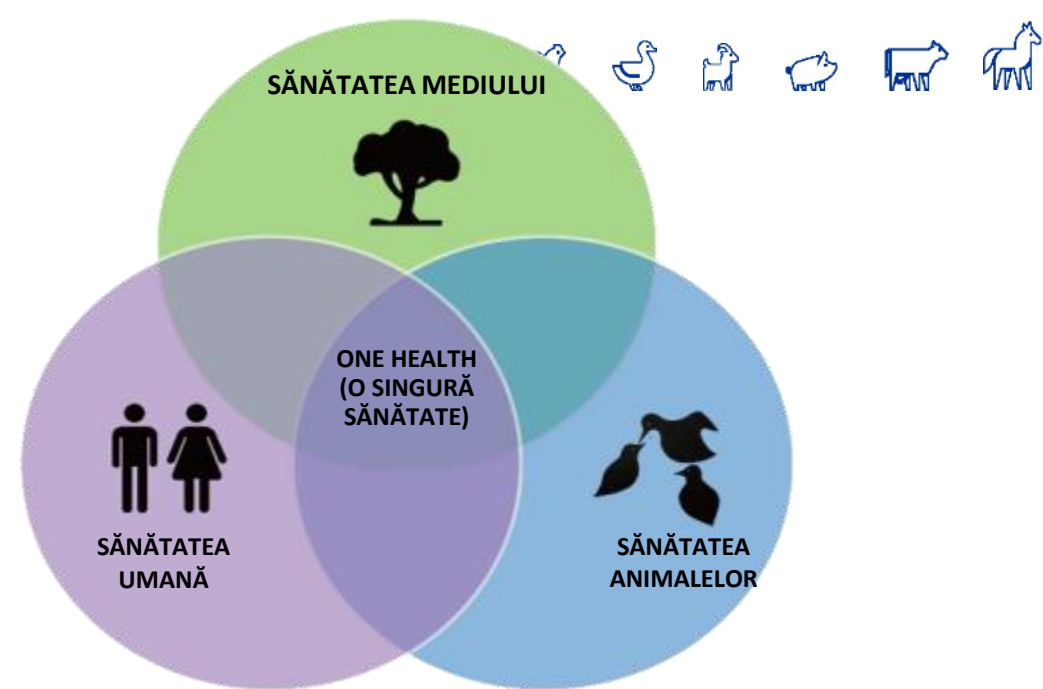 SĂNĂTATEA MEDIULUI
ONE HEALTH
(O SINGURĂ
SĂNĂTATE)
SĂNĂTATEA
UMANĂ
SĂNĂTATEA
ANIMALELOR